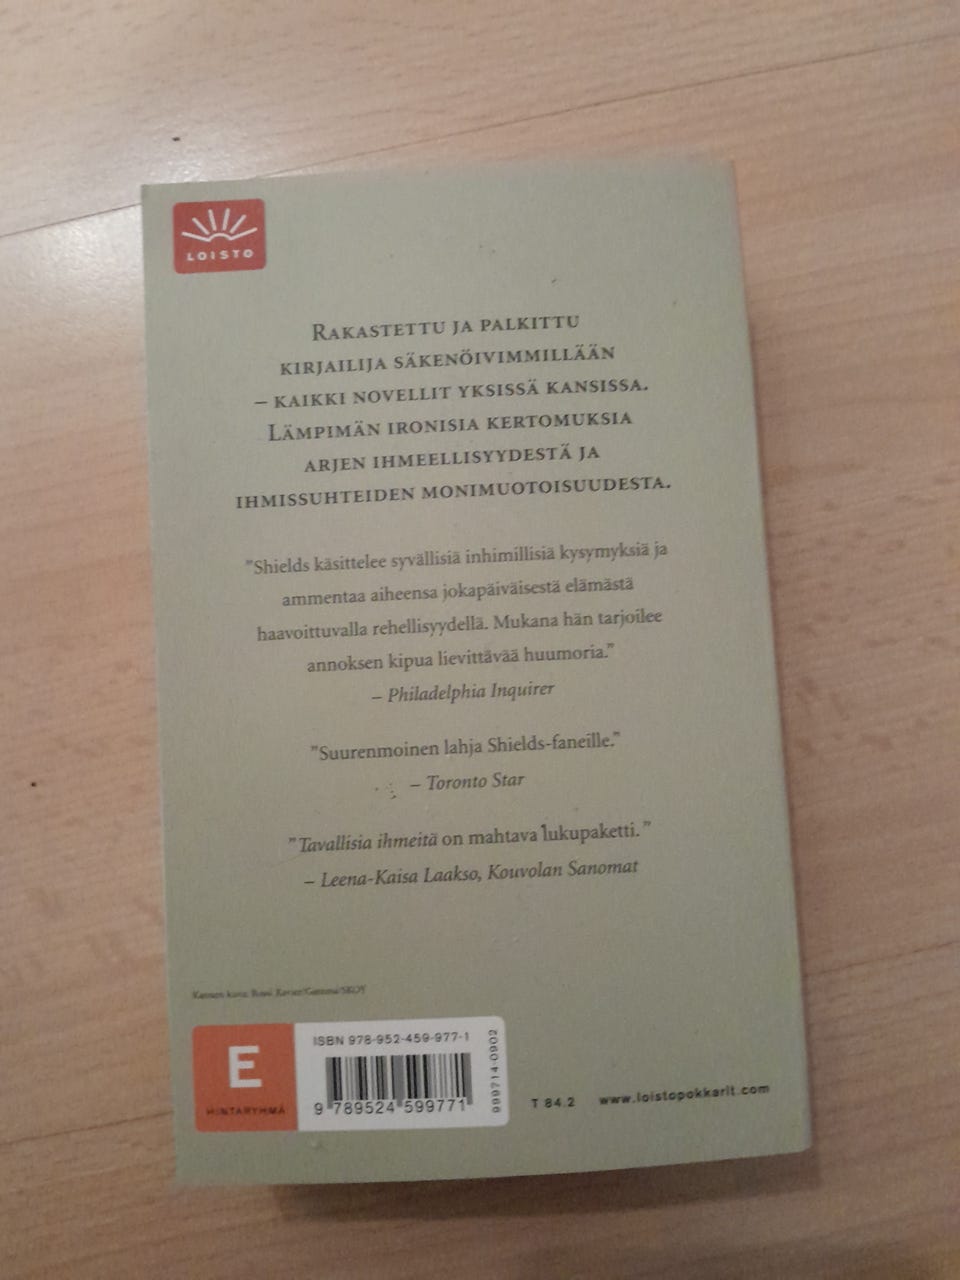 LOISTO
RAKASTETTU JA PALKITTU
KIRJAILIJA SÄKENÖIVIMMILLÄÄN
– KAIKKI NOVELLIT YKSISSÄ KANSISSA.
LÄMPIMÄN IRONISIA KERTOMUKSIA
ARJEN IHMEELLISYYDESTÄ JA
IHMISSUHTEIDEN MONIMUOTOISUUDESTA.
"Shields käsittelee syvällisiä inhimillisiä kysymyksiä ja
ammentaa aiheensa jokapäiväisestä elämästä
haavoittuvalla rehellisyydellä. Mukana hän tarjoilee
annoksen kipua lievittävää huumoria."
– Philadelphia Inquirer
"Suurenmoinen lahja Shields-faneille."
– Toronto Star
"Tavallisia ihmeitä on mahtava lukupaketti."
– Leena-Kaisa Laakso, Kouvolan Sanomat
Kannen kuva:
E
HINTARYHMÄ
ISBN 978-952-459-977-1
9 789524 599771
999714-0902
T 84.2 www.loistopokkarit.com